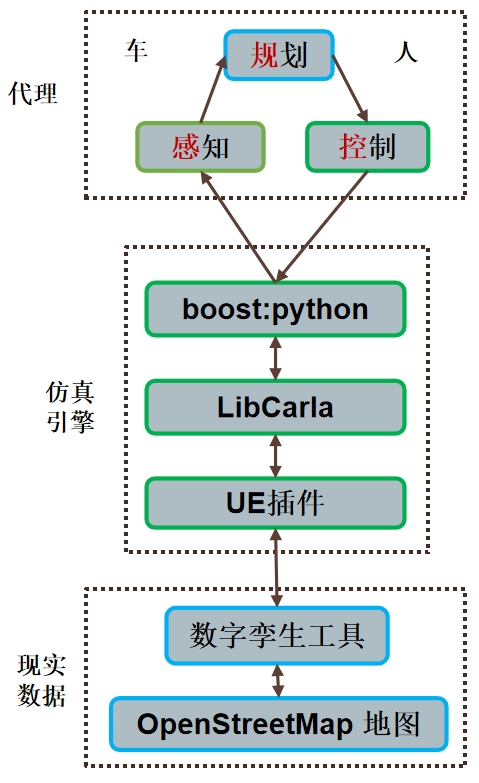 车
规划
人
代理
感知
控制
boost:python
仿真
引擎
LibCarla
UE插件
数字孪生工具
现实
数据
OpenStreetMap 地图